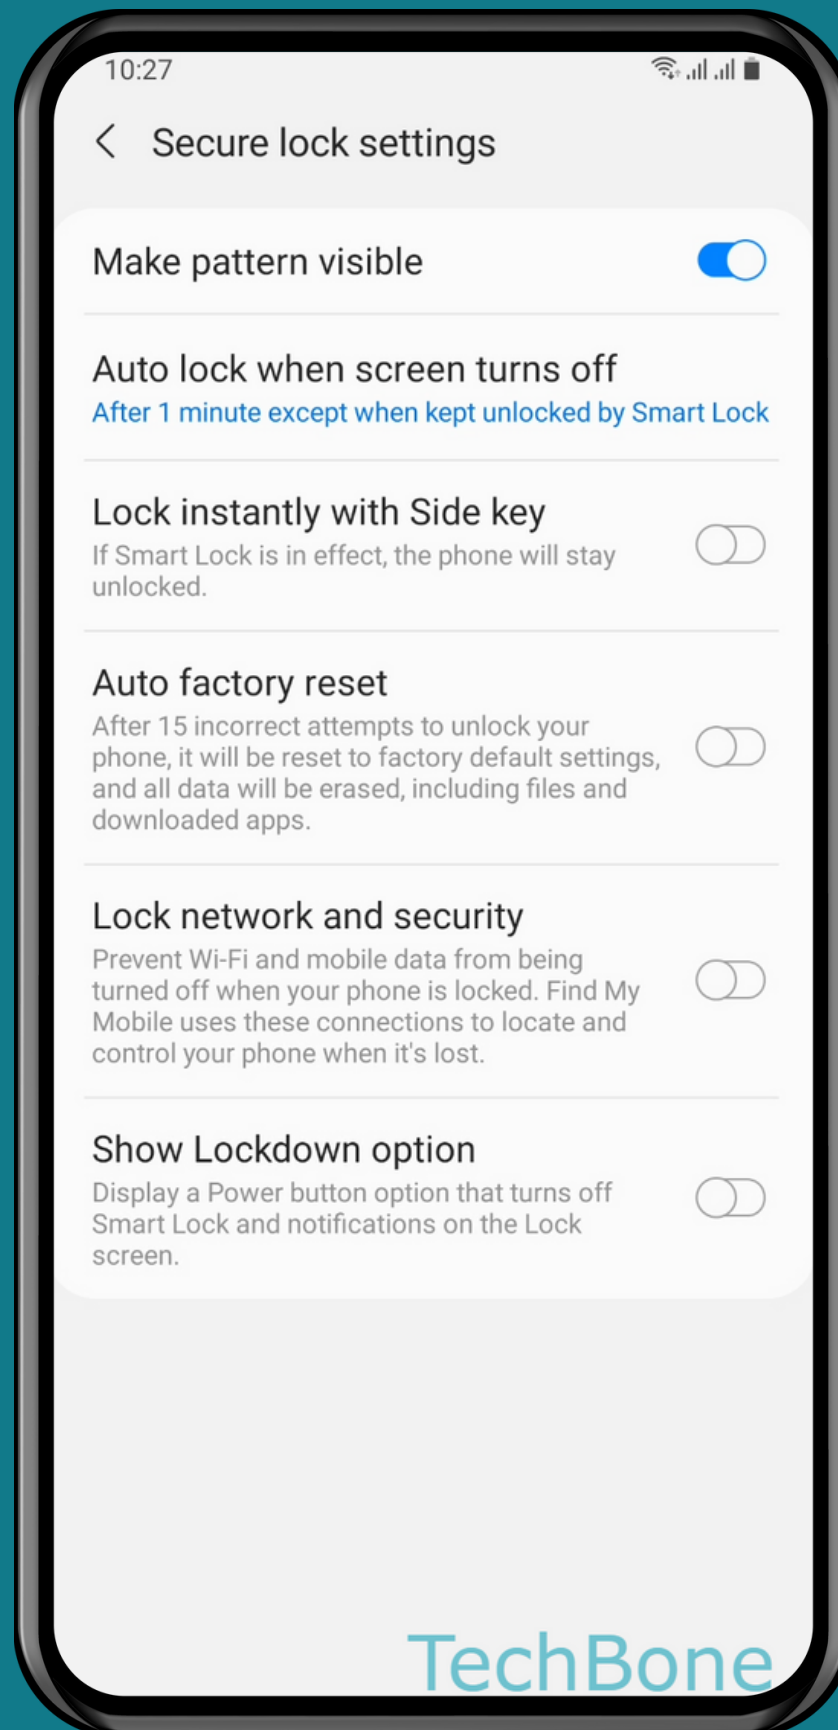 10:27
Secure lock settings
Make pattern visible
Auto lock when screen turns off
After 1 minute except when kept unlocked by Smart Lock
Lock instantly with Side key
If Smart Lock is in effect, the phone will stay
unlocked.
Auto factory reset
After 15 incorrect attempts to unlock your
phone, it will be reset to factory default settings,
and all data will be erased, including files and
downloaded apps.
Lock network and security
Prevent Wi-Fi and mobile data from being
turned off when your phone is locked. Find My
Mobile uses these connections to locate and
control your phone when it's lost.
Show Lockdown option
Display a Power button option that turns off
Smart Lock and notifications on the Lock
screen.
TechBone